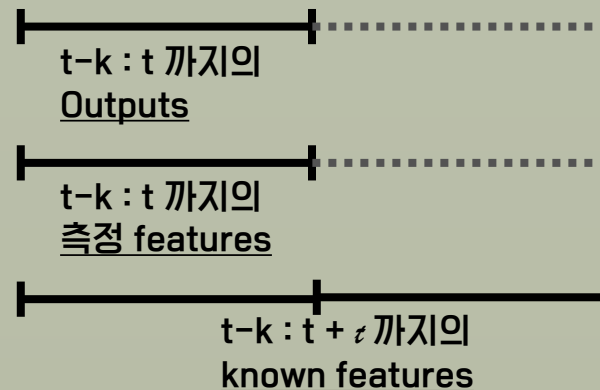 t-k : t 까지의
Outputs
t-k : t 까지의
측정 features
t-k : t + t 까지의
known features